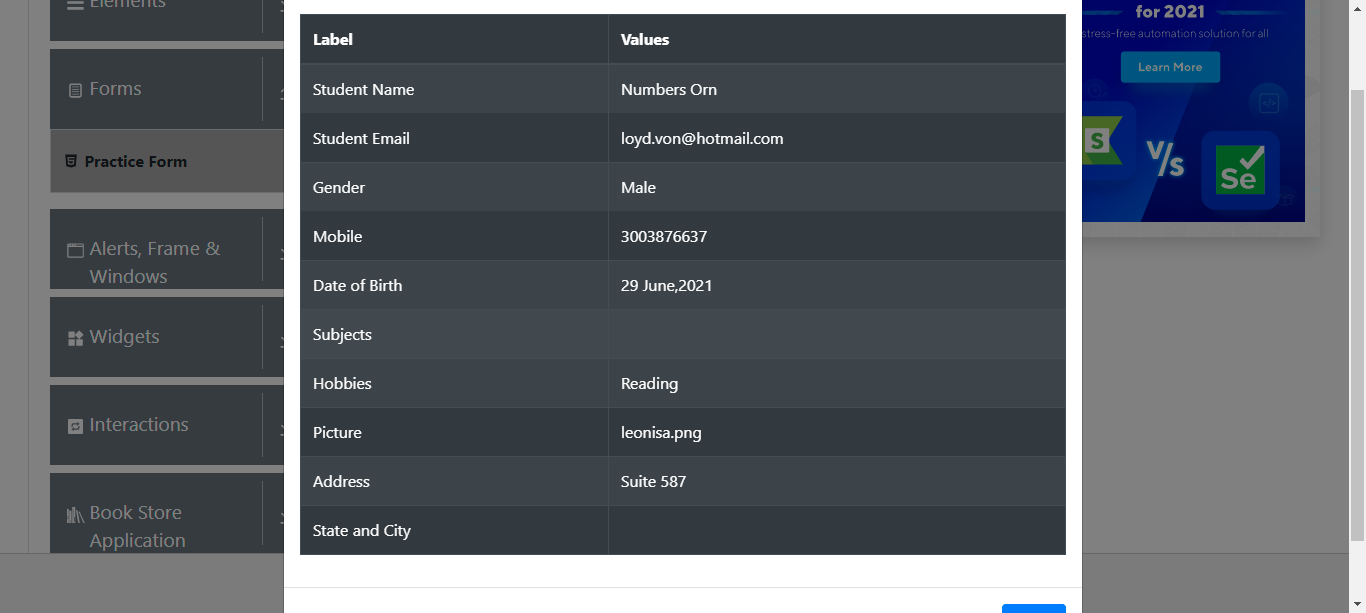 Elements
Forms
Practice Form
Alerts, Frame &
Windows
Widgets
Interactions
Book Store
Application
Label Values
Student Name Numbers Orn
Student Email loyd.von@hotmail.com
Gender Male
Mobile 3003876637
Date of Birth 29 June,2021
Subjects
Hobbies Reading
Picture leonisa.png
Address Suite 587
State and City
for 2021
stress-free automation solution for all
Learn More
S
V/s
Se